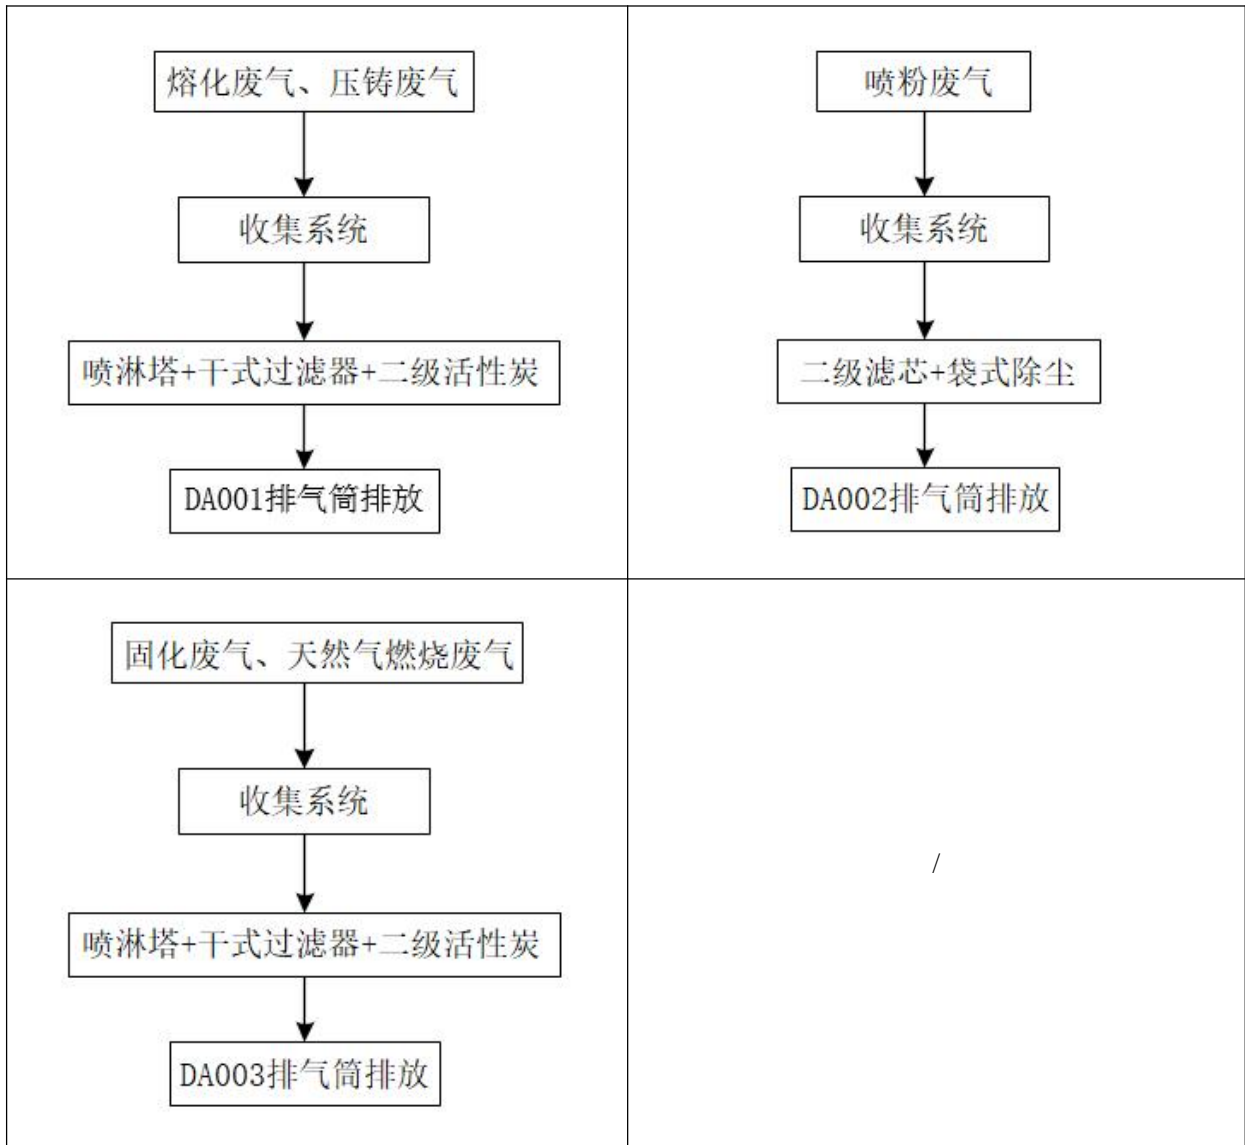 熔化废气、压铸废气
收集系统
喷淋塔+干式过滤器+二级活性炭
DA001排气筒排放
喷粉废气
收集系统
二级滤芯+袋式除尘
DA002排气筒排放
固化废气、天然气燃烧废气
收集系统
喷淋塔+干式过滤器+二级活性炭
DA003排气筒排放
/